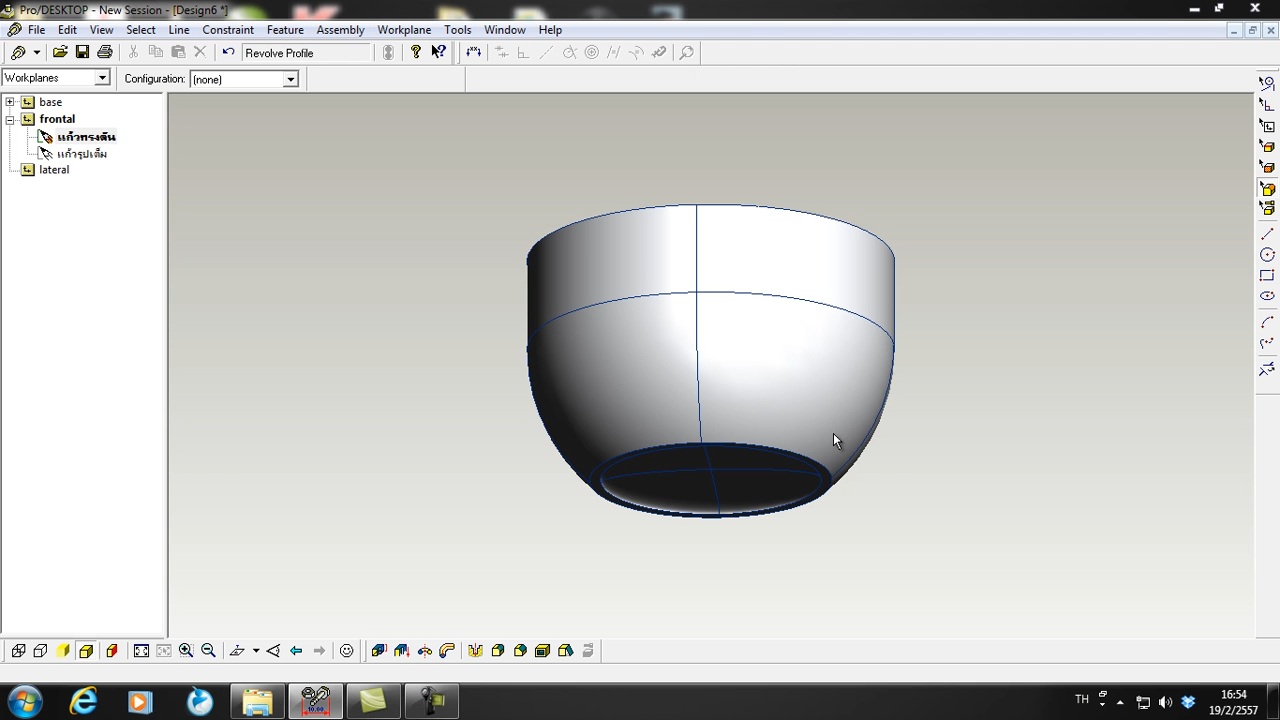 Pro/DESKTOP - New Session - [Design6 *]
File Edit View Select Line Constraint Feature Assembly Workplane Tools Window Help
Revolve Profile
Workplanes Configuration: (none)
base
frontal
แก้วทรงตัน
แก้วรูปเต็ม
lateral
10.00
TH
16:54
19/2/2557